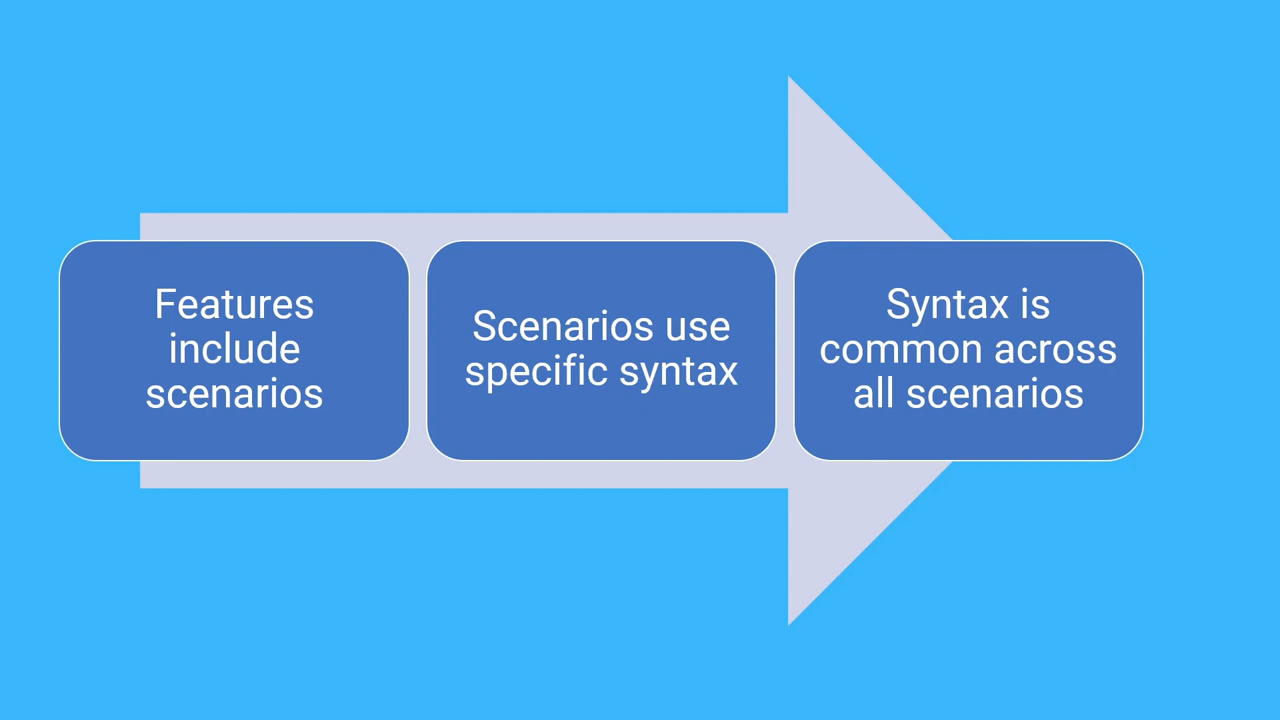 Features
include
scenarios
Scenarios use
specific syntax
Syntax is
common across
all scenarios